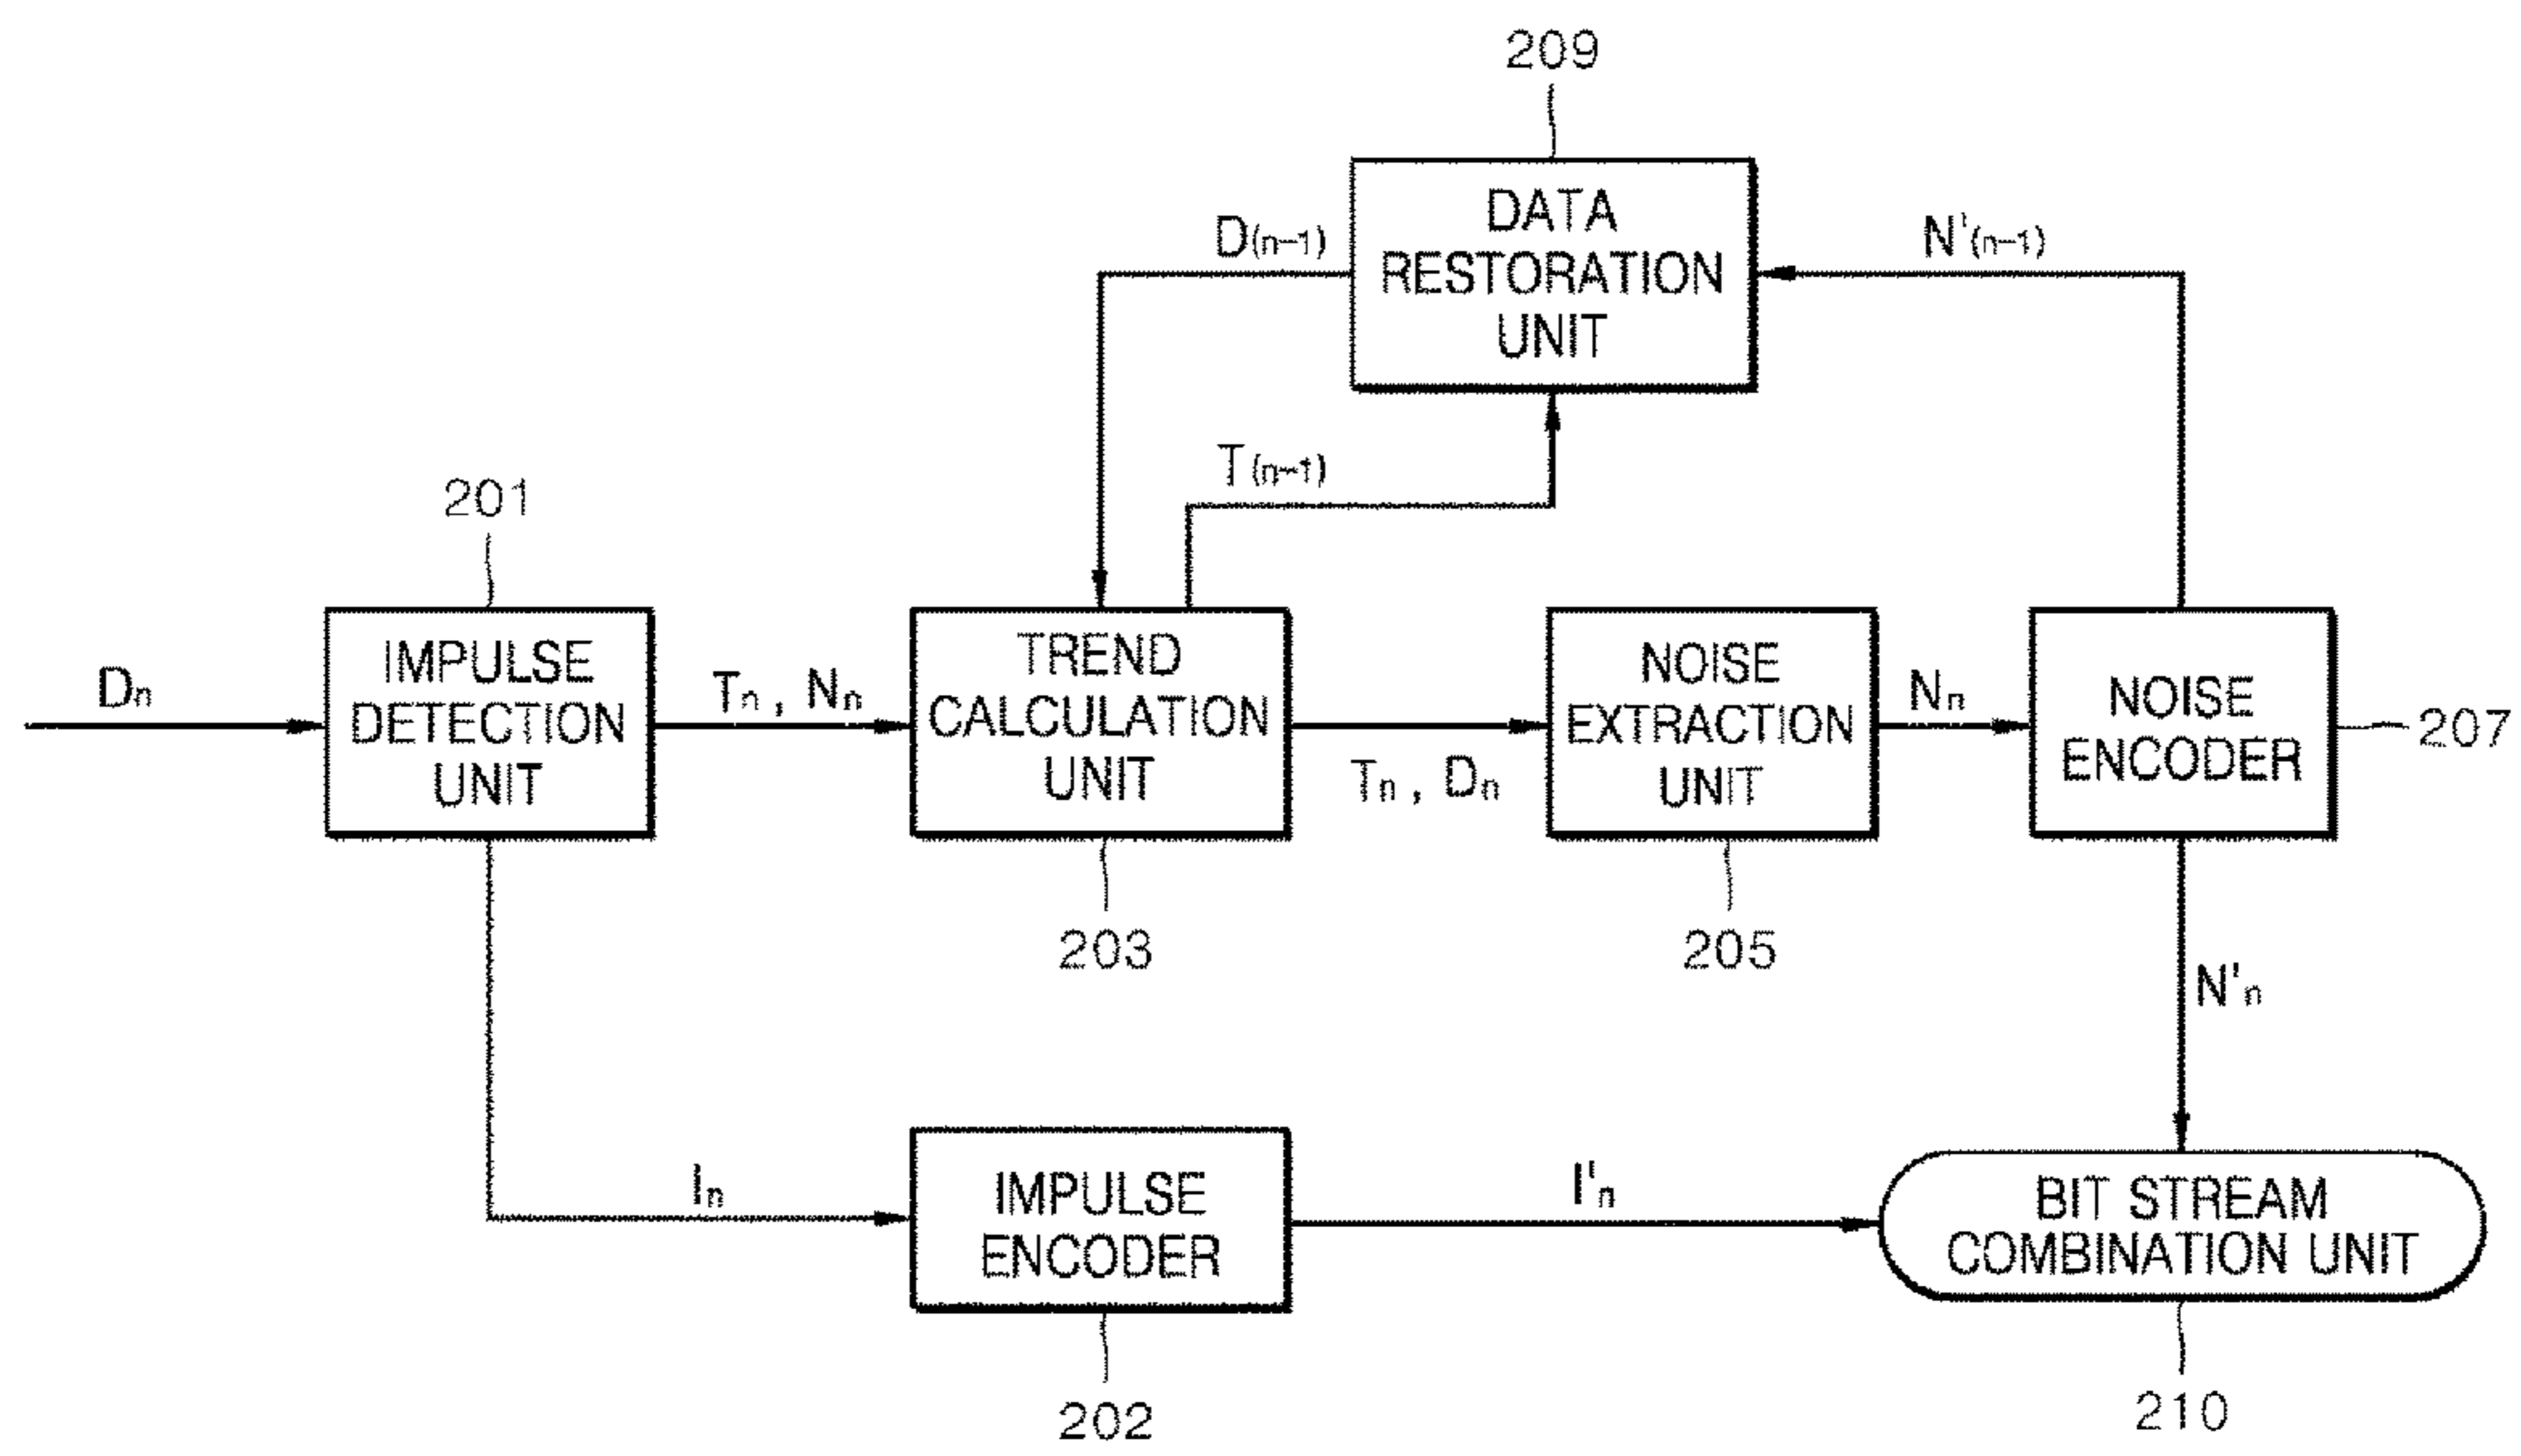 209
DATA
RESTORATION
UNIT
D(n-1)
N'(n-1)
T(n-1)
201
IMPULSE
DETECTION
UNIT
Dn
Tn , Nn
TREND
CALCULATION
UNIT
Tn , Dn
NOISE
EXTRACTION
UNIT
Nn
NOISE
ENCODER
207
203
205
N'n
In
IMPULSE
ENCODER
I'n
BIT STREAM
COMBINATION UNIT
202
210